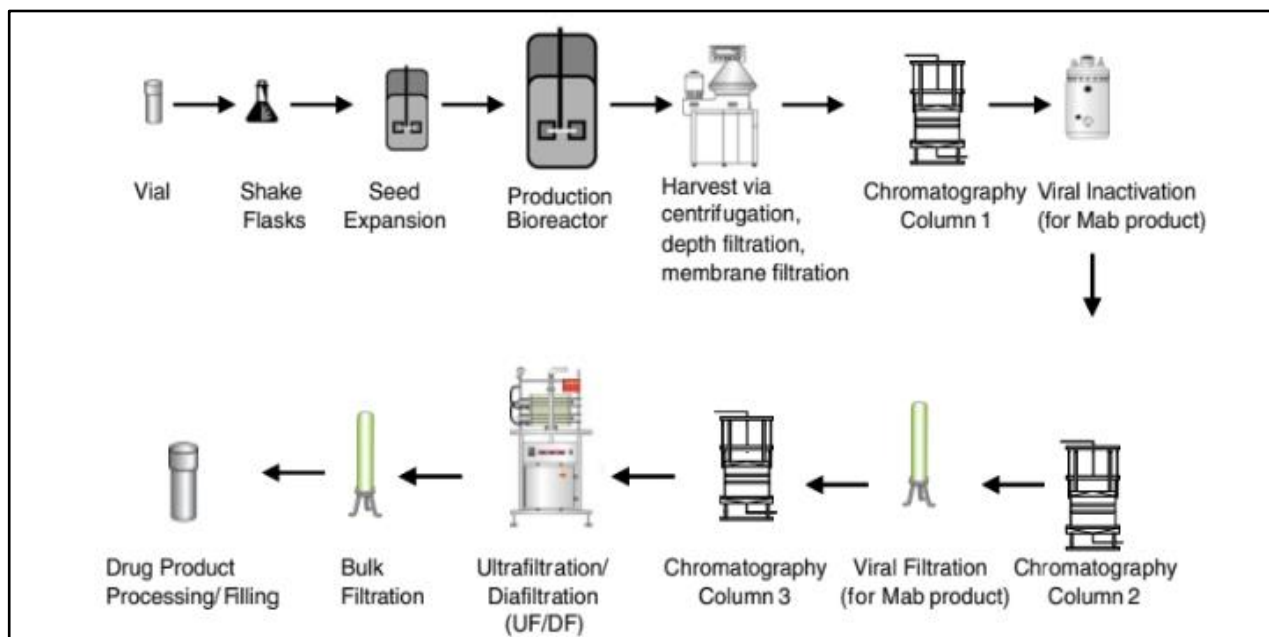 Vial
Shake
Flasks
Seed
Expansion
Production
Bioreactor
Harvest via
centrifugation,
depth filtration,
membrane filtration
Chromatography
Column 1
Viral Inactivation
(for Mab product)
Drug Product
Processing/Filling
Bulk
Filtration
Ultrafiltration/
Diafiltration
(UF/DF)
Chromatography
Column 3
Viral Filtration
(for Mab product)
Chromatography
Column 2